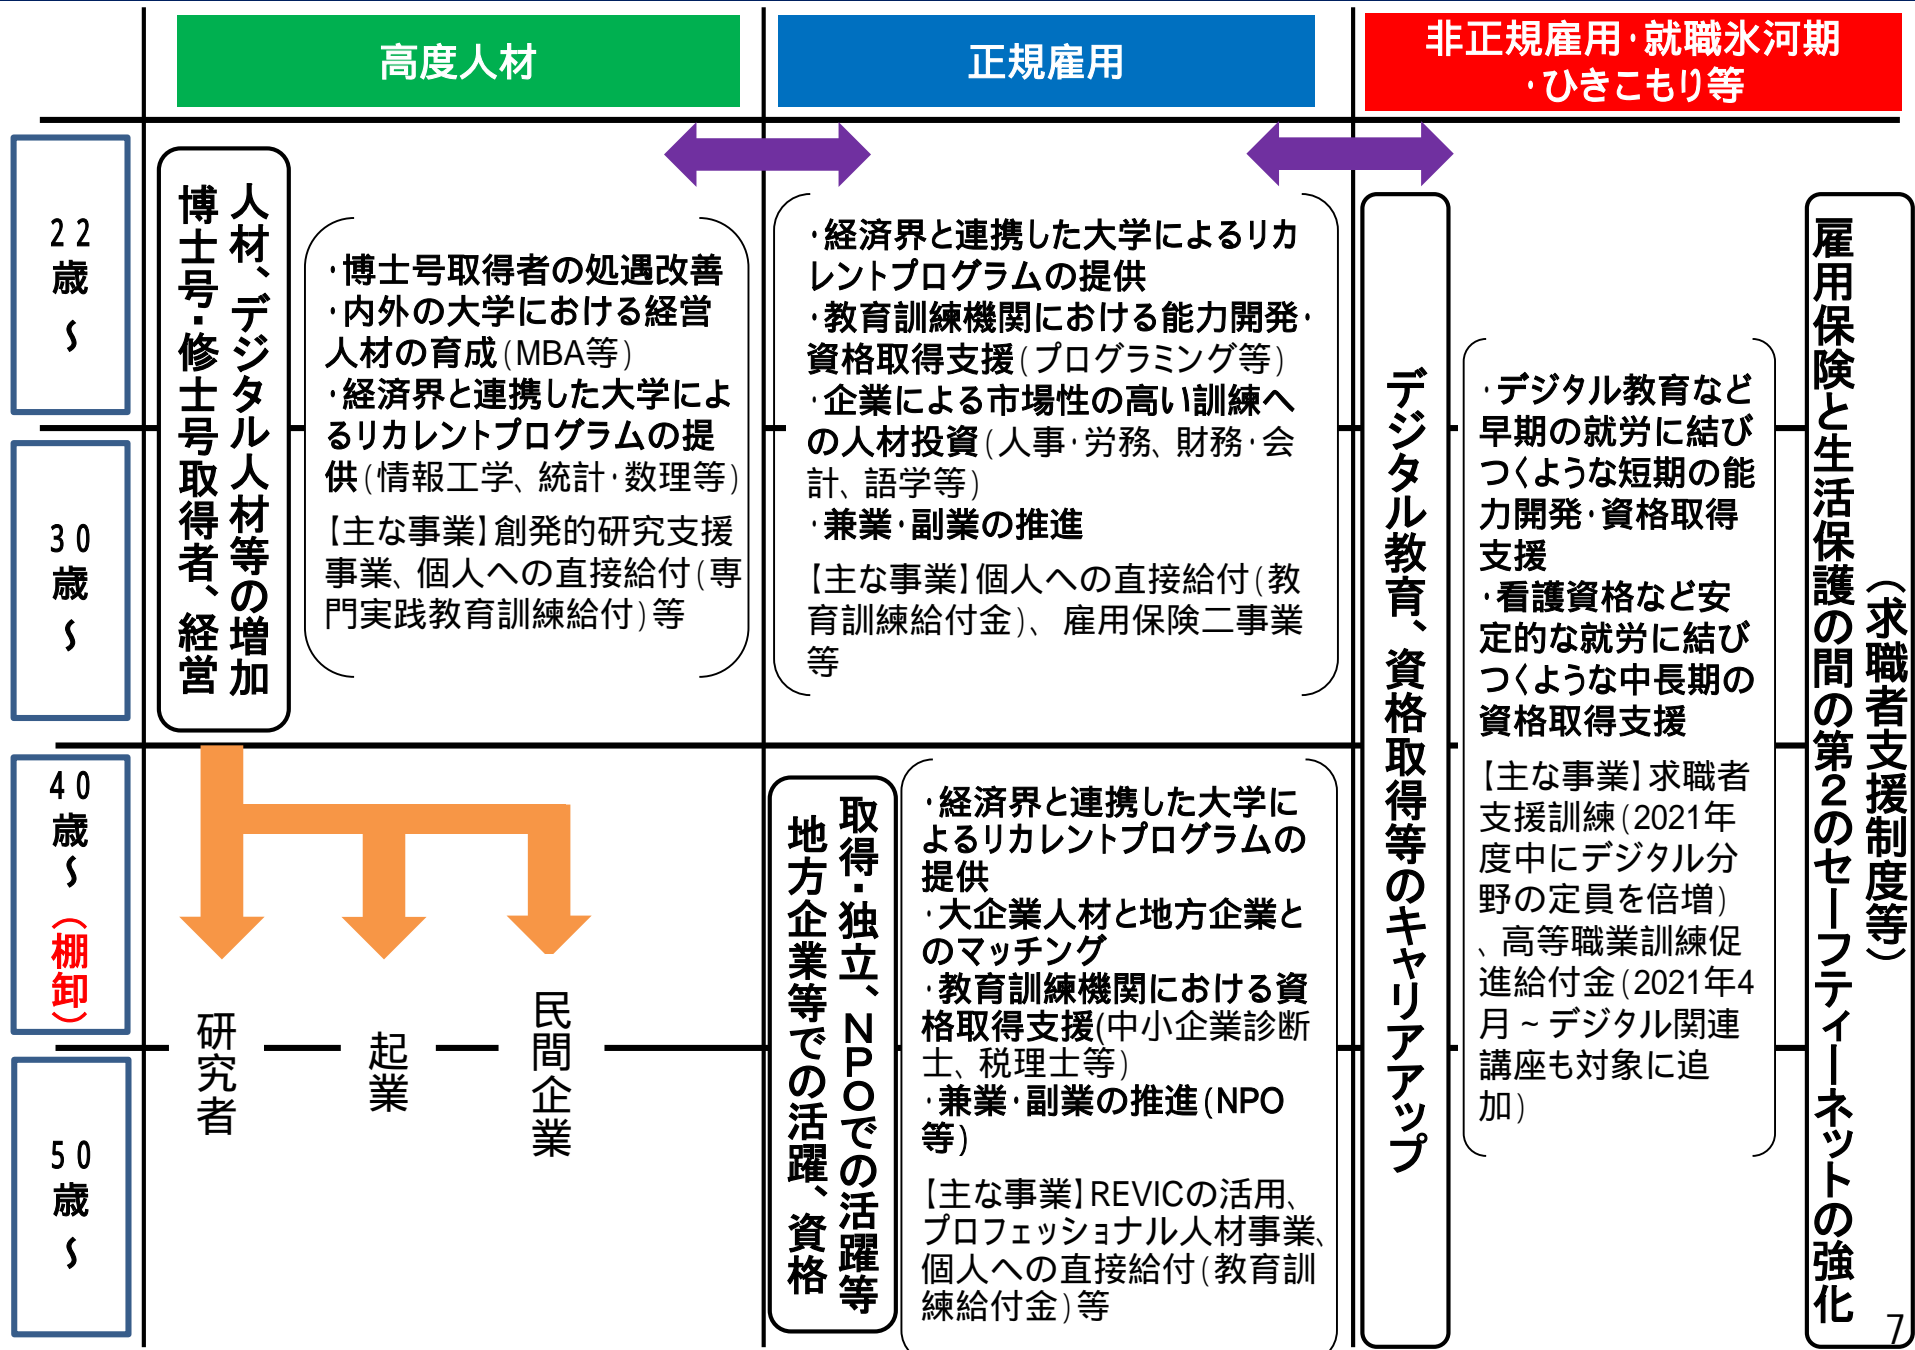 高度人材
正規雇用
非正規雇用・就職氷河期
・ひきこもり等
22
歳
~
30
歳
~
40
歳
~
(棚卸)
50
歳
~
博士号・修士号取得者、経営
人材、デジタル人材等の増加
・博士号取得者の処遇改善
・内外の大学における経営
人材の育成(MBA等)
・経済界と連携した大学によ
るリカレントプログラムの提
供(情報工学、統計・数理等)
【主な事業】創発的研究支援
事業、個人への直接給付(専
門実践教育訓練給付)等
・経済界と連携した大学によるリカ
レントプログラムの提供
・教育訓練機関における能力開発・
資格取得支援(プログラミング等)
・企業による市場性の高い訓練へ
の人材投資(人事・労務、財務・会
計、語学等)
・兼業・副業の推進
【主な事業】個人への直接給付(教
育訓練給付金)、雇用保険二事業
等
研究者
起業
民間企業
地方企業等での活躍、資格
取得・独立、NPOでの活躍等
・経済界と連携した大学に
よるリカレントプログラムの
提供
・大企業人材と地方企業と
のマッチング
・教育訓練機関における資
格取得支援(中小企業診断
士、税理士等)
・兼業・副業の推進(NPO
等)
【主な事業】REVICの活用、
プロフェッショナル人材事業、
個人への直接給付(教育訓
練給付金)等
デジタル教育、資格取得等のキャリアアップ
・デジタル教育など
早期の就労に結び
つくような短期の能
力開発・資格取得
支援
・看護資格など安
定的な就労に結び
つくような中長期の
資格取得支援
【主な事業】求職者
支援訓練(2021年
度中にデジタル分
野の定員を倍増)
、高等職業訓練促
進給付金(2021年4
月~デジタル関連
講座も対象に追
加)
雇用保険と生活保護の間の第2のセーフティーネットの強化
(求職者支援制度等)
7